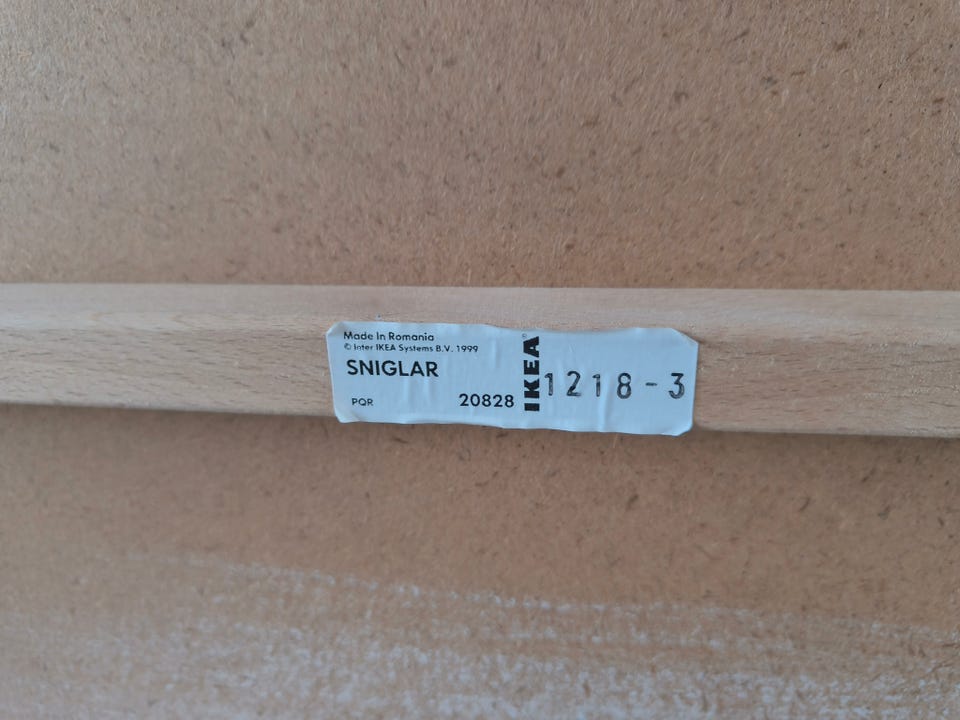 Made In Romania
© Inter IKEA Systems B.V. 1999
SNIGLAR
PQR 20828
IKEA®
1218-3